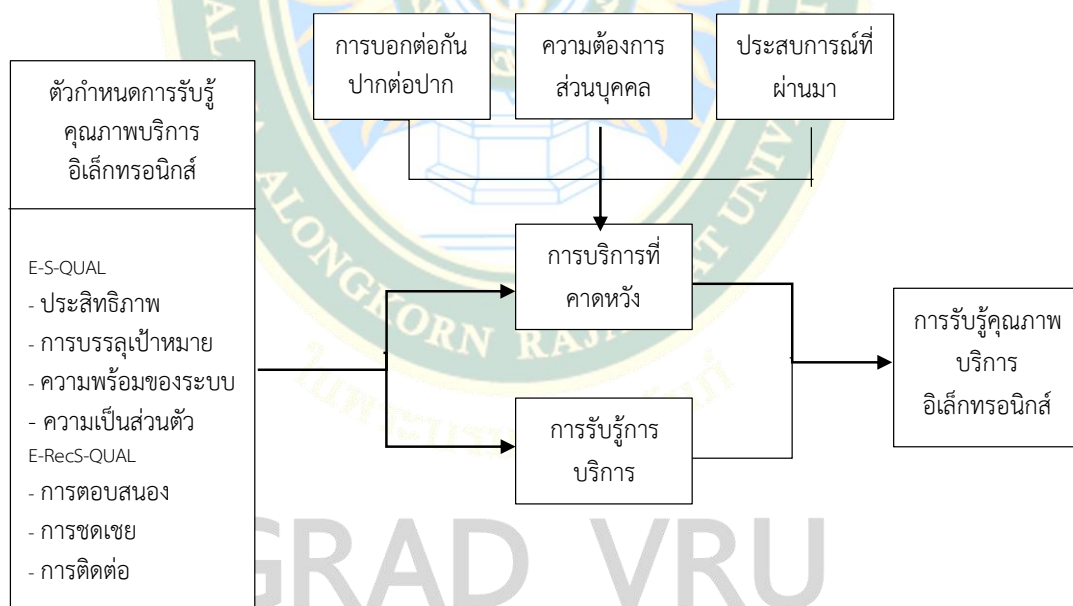 การบอกต่อกัน
ปากต่อปาก
ความต้องการ
ส่วนบุคคล
ประสบการณ์ที่
ผ่านมา
ตัวกำหนดการรับรู้
คุณภาพบริการ
อิเล็กทรอนิกส์
E-S-QUAL
- ประสิทธิภาพ
- การบรรลุเป้าหมาย
- ความพร้อมของระบบ
- ความเป็นส่วนตัว
E-RecS-QUAL
- การตอบสนอง
- การชดเชย
- การติดต่อ
การบริการที่
คาดหวัง
การรับรู้การ
บริการ
การรับรู้คุณภาพ
บริการ
อิเล็กทรอนิกส์
ALONGKORN RAJA
GRAD VRU